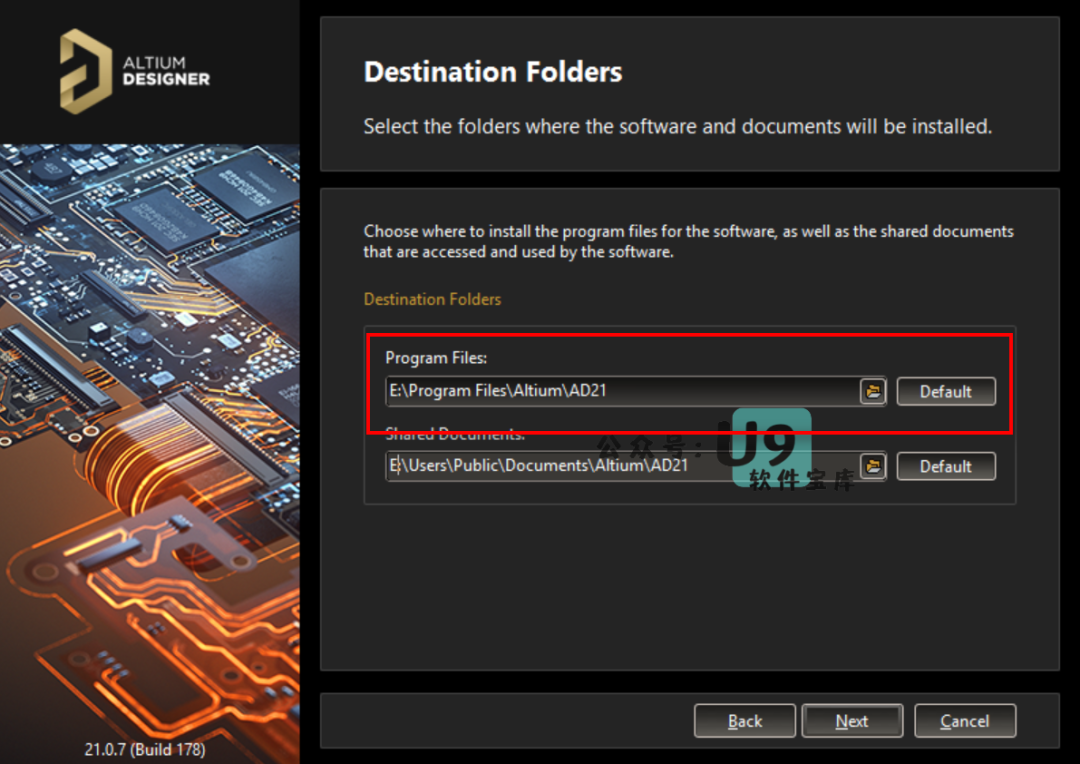 ALTIUM
DESIGNER
Destination Folders
Select the folders where the software and documents will be installed.
Choose where to install the program files for the software, as well as the shared documents
that are accessed and used by the software.
Destination Folders
Program Files:
E:\Program Files\Altium\AD21
Default
Shared Documents:
公众号：U9
软件宝库
E:\Users\Public\Documents\Altium\AD21
Default
21.0.7 (Build 178)
Back
Next
Cancel